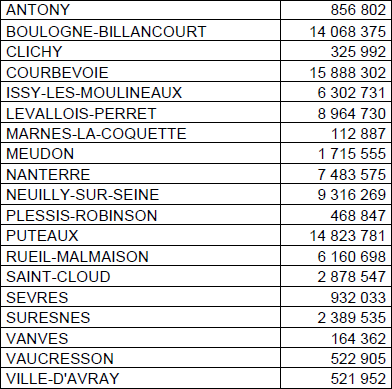 ANTONY 856 802
BOULOGNE-BILLANCOURT 14 068 375
CLICHY 325 992
COURBEVOIE 15 888 302
ISSY-LES-MOULINEAUX 6 302 731
LEVALLOIS-PERRET 8 964 730
MARNES-LA-COQUETTE 112 887
MEUDON 1 715 555
NANTERRE 7 483 575
NEUILLY-SUR-SEINE 9 316 269
PLESSIS-ROBINSON 468 847
PUTEAUX 14 823 781
RUEIL-MALMAISON 6 160 698
SAINT-CLOUD 2 878 547
SEVRES 932 033
SURESNES 2 389 535
VANVES 164 362
VAUCRESSON 522 905
VILLE-D'AVRAY 521 952